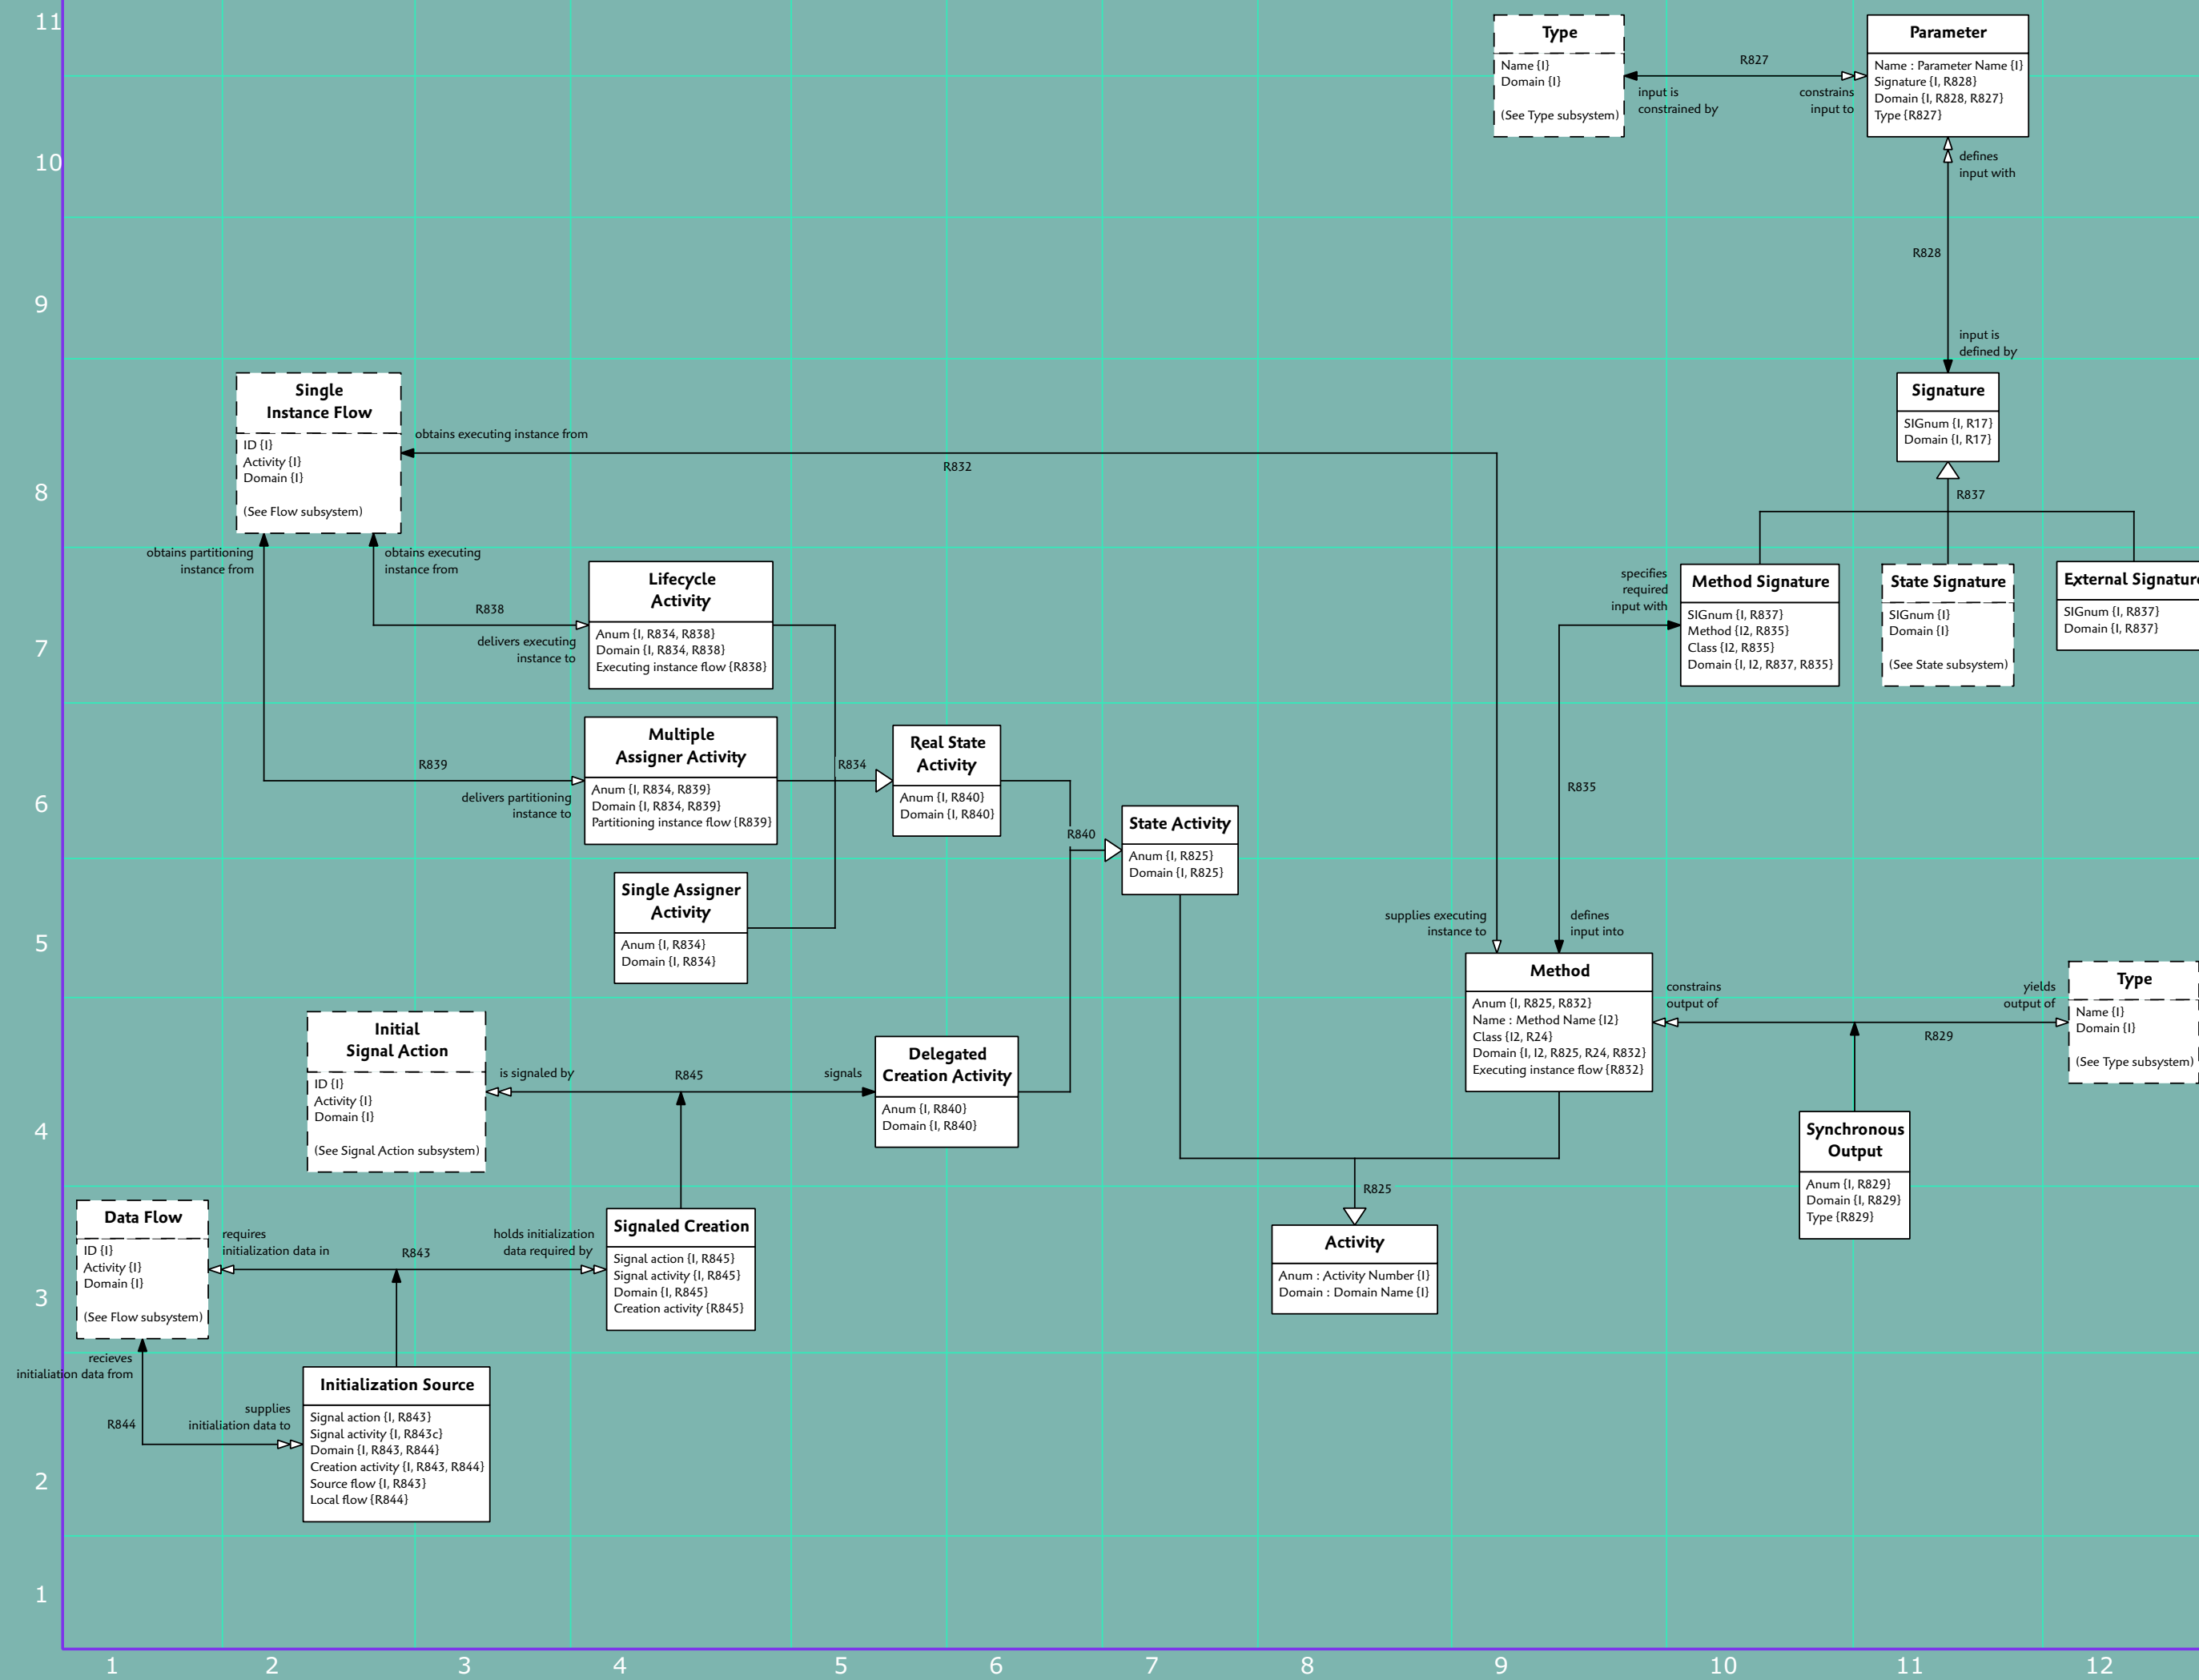 11
Type
Name {I}
Domain {I}
(See Type subsystem)
R827
input is
constrained by
constrains
input to
Parameter
Name : Parameter Name {I}
Signature {I, R828}
Domain {I, R828, R827}
Type {R827}
10
defines
input with
R828
9
input is
defined by
Single
Instance Flow
ID {I}
Activity {I}
Domain {I}
(See Flow subsystem)
obtains executing instance from
R832
Signature
SIGnum {I, R17}
Domain {I, R17}
8
R837
obtains partitioning
instance from
obtains executing
instance from
R838
delivers executing
instance to
Lifecycle
Activity
Anum {I, R834, R838}
Domain {I, R834, R838}
Executing instance flow {R838}
specifies
required
input with
Method Signature
SIGnum {I, R837}
Method {I2, R835}
Class {I2, R835}
Domain {I, I2, R837, R835}
State Signature
SIGnum {I}
Domain {I}
(See State subsystem)
External Signature
SIGnum {I, R837}
Domain {I, R837}
7
R839
delivers partitioning
instance to
Multiple
Assigner Activity
Anum {I, R834, R839}
Domain {I, R834, R839}
Partitioning instance flow {R839}
R834
Real State
Activity
Anum {I, R840}
Domain {I, R840}
R835
6
R840
State Activity
Anum {I, R825}
Domain {I, R825}
Single Assigner
Activity
Anum {I, R834}
Domain {I, R834}
supplies executing
instance to
defines
input into
5
Method
Anum {I, R825, R832}
Name : Method Name {I2}
Class {I2, R24}
Domain {I, I2, R825, R24, R832}
Executing instance flow {R832}
constrains
output of
yields
output of
R829
Type
Name {I}
Domain {I}
(See Type subsystem)
Initial
Signal Action
ID {I}
Activity {I}
Domain {I}
(See Signal Action subsystem)
is signaled by
R845
signals
Delegated
Creation Activity
Anum {I, R840}
Domain {I, R840}
4
Synchronous
Output
Anum {I, R829}
Domain {I, R829}
Type {R829}
R825
Data Flow
ID {I}
Activity {I}
Domain {I}
(See Flow subsystem)
requires
initialization data in
R843
holds initialization
data required by
Signaled Creation
Signal action {I, R845}
Signal activity {I, R845}
Domain {I, R845}
Creation activity {R845}
Activity
Anum : Activity Number {I}
Domain : Domain Name {I}
3
recieves
initialiation data from
R844
supplies
initialiation data to
Initialization Source
Signal action {I, R843}
Signal activity {I, R843c}
Domain {I, R843, R844}
Creation activity {I, R843, R844}
Source flow {I, R843}
Local flow {R844}
2
1
1 2 3 4 5 6 7 8 9 10 11 12